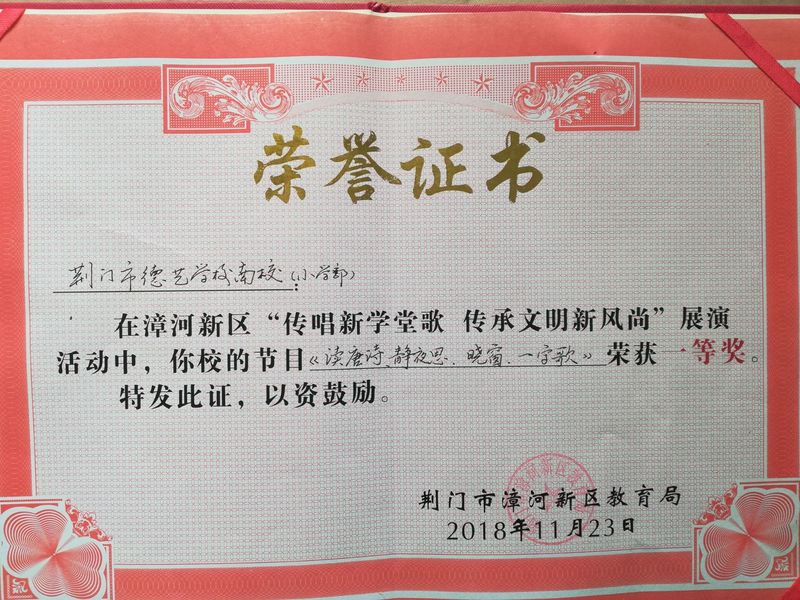 荣誉证书
荆门市德艺学校南校(小学部):
在漳河新区“传唱新学堂歌 传承文明新风尚”展演
活动中,你校的节目《读唐诗、静夜思、晓窗、一字歌》荣获一等奖。
特发此证,以资鼓励。
荆门市漳河新区教育局
2018年11月23日